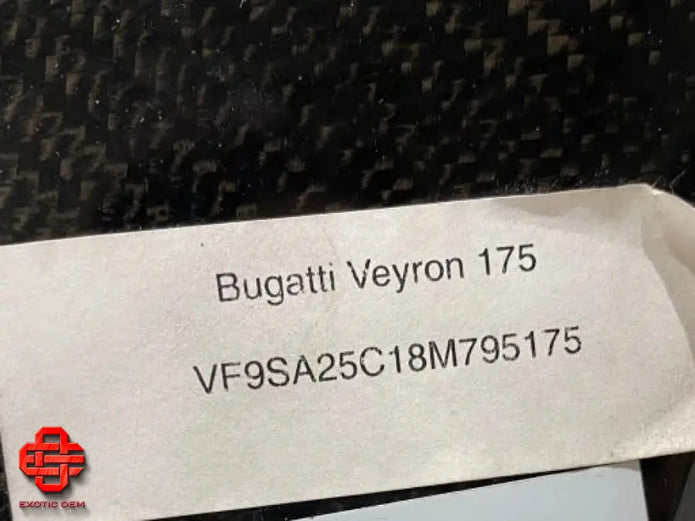 Bugatti Veyron 175
VF9SA25C18M795175
EXOTIC OEM